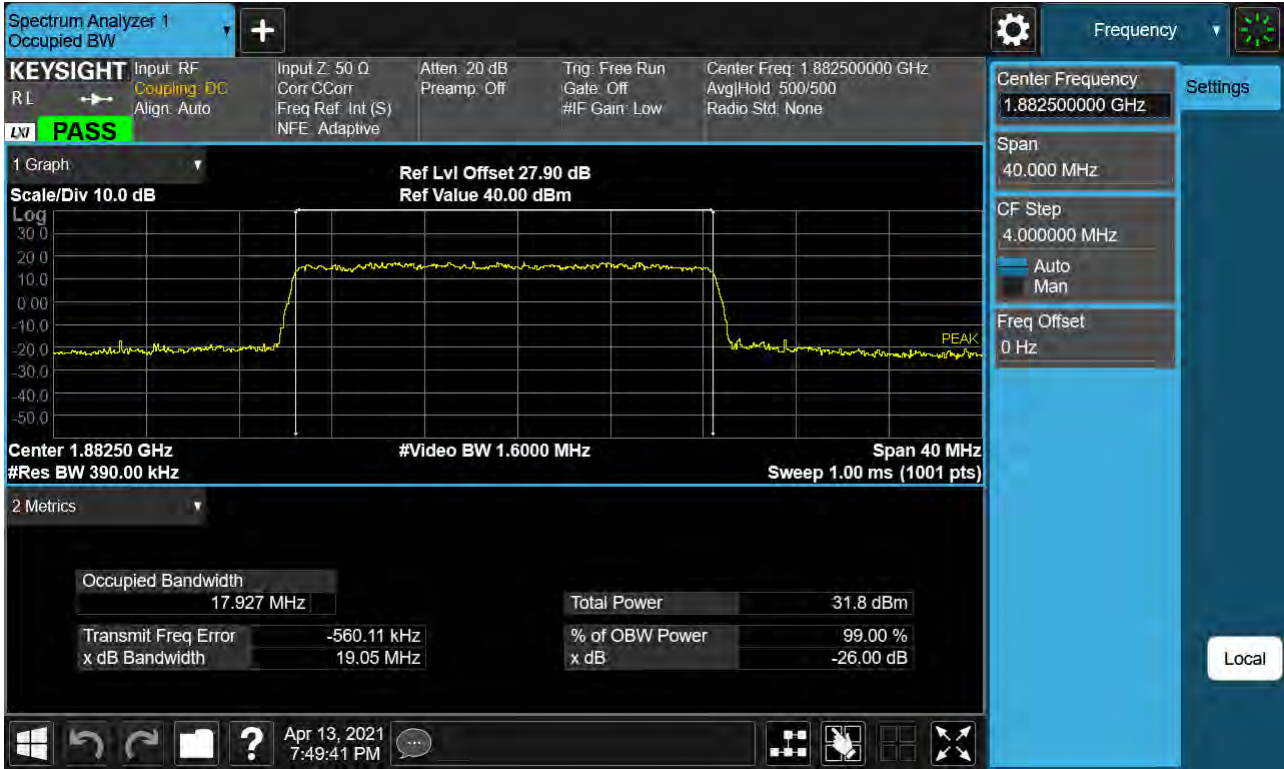 Spectrum Analyzer 1
Occupied BW
Frequency
KEYSIGHT
RL
LXI
PASS
Input: RF
Coupling: DC
Align: Auto
Input Z: 50 Ω
Corr CCorr
Freq Ref: Int (S)
NFE: Adaptive
Atten: 20 dB
Preamp: Off
Trig: Free Run
Gate: Off
#IF Gain: Low
Center Freq: 1.882500000 GHz
Avg|Hold: 500/500
Radio Std: None
1 Graph
Scale/Div 10.0 dB
Ref Lvl Offset 27.90 dB
Ref Value 40.00 dBm
Log
30.0
20.0
10.0
0.00
-10.0
-20.0
-30.0
-40.0
-50.0
PEAK
Center 1.88250 GHz
#Video BW 1.6000 MHz
Span 40 MHz
#Res BW 390.00 kHz
Sweep 1.00 ms (1001 pts)
2 Metrics
Occupied Bandwidth
17.927 MHz
Total Power 31.8 dBm
Transmit Freq Error -560.11 kHz
% of OBW Power 99.00 %
x dB Bandwidth 19.05 MHz
x dB -26.00 dB
Center Frequency
1.882500000 GHz
Settings
Span
40.000 MHz
CF Step
4.000000 MHz
Auto
Man
Freq Offset
0 Hz
Local
Apr 13, 2021
7:49:41 PM